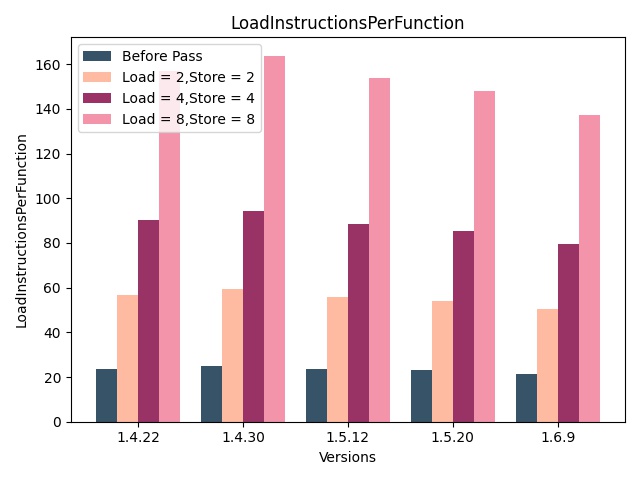 LoadInstructionsPerFunction
Before Pass
Load = 2,Store = 2
Load = 4,Store = 4
Load = 8,Store = 8
LoadInstructionsPerFunction
160
140
120
100
80
60
40
20
0
1.4.22 1.4.30 1.5.12 1.5.20 1.6.9
Versions